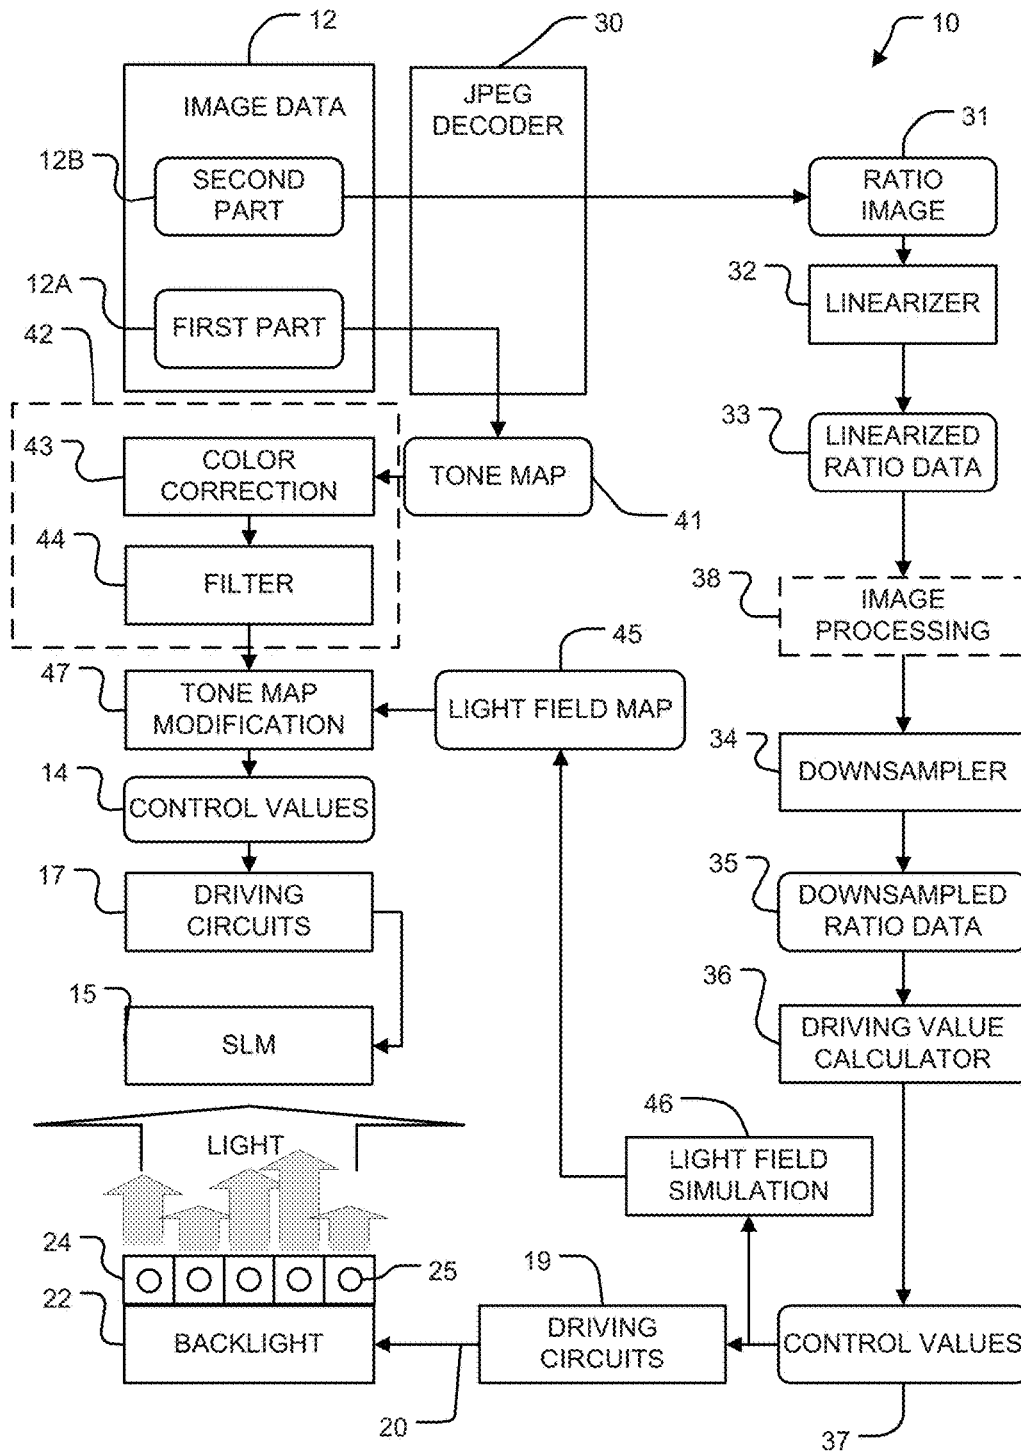 12
30
10
IMAGE DATA
JPEG
DECODER
31
12B
SECOND
PART
RATIO
IMAGE
12A
32
FIRST PART
LINEARIZER
42
43
COLOR
CORRECTION
TONE MAP
33
LINEARIZED
RATIO DATA
41
44
FILTER
38
IMAGE
PROCESSING
45
47
TONE MAP
MODIFICATION
LIGHT FIELD MAP
34
DOWNSAMPLER
14
CONTROL VALUES
17
DRIVING
CIRCUITS
35
DOWNSAMPLED
RATIO DATA
15
SLM
36
DRIVING VALUE
CALCULATOR
46
LIGHT
LIGHT FIELD
SIMULATION
24
25
19
22
BACKLIGHT
DRIVING
CIRCUITS
CONTROL VALUES
20
37